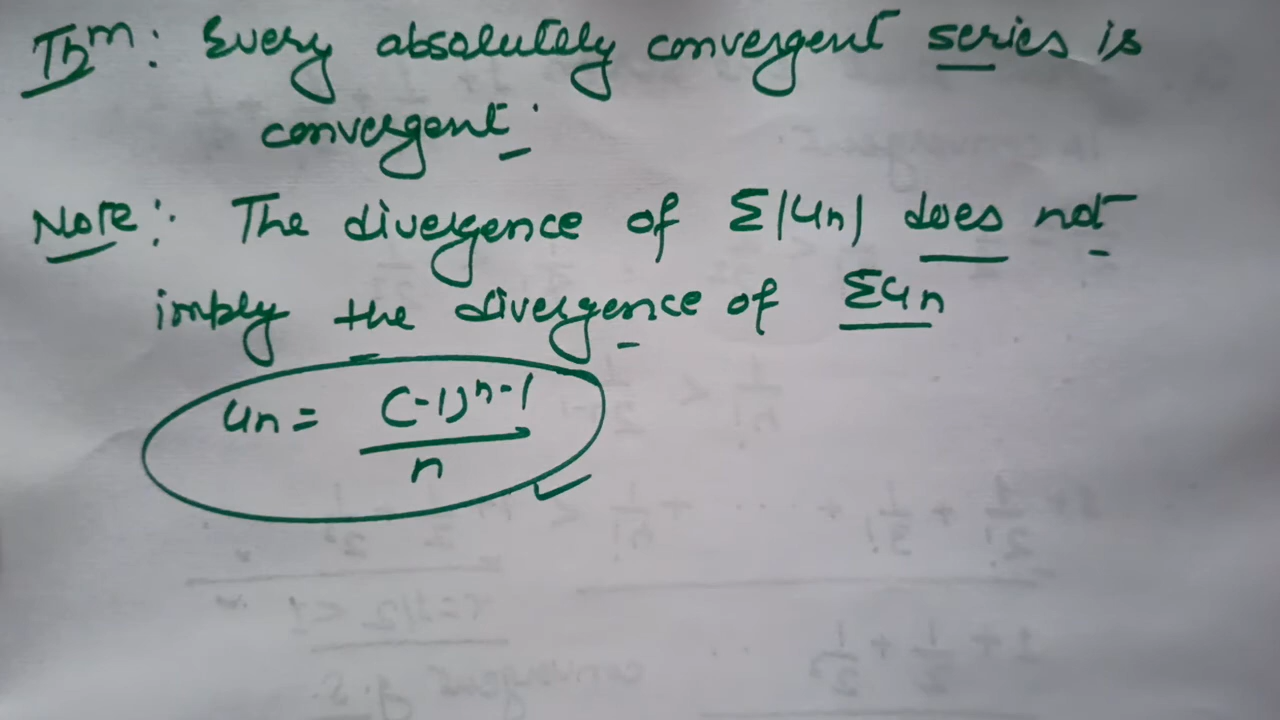 Thm: Every absolutely convergent series is
convergent.
Note: The divergence of Σ|un| does not
imply the divergence of Σun
un = (-1)^n-1 / n